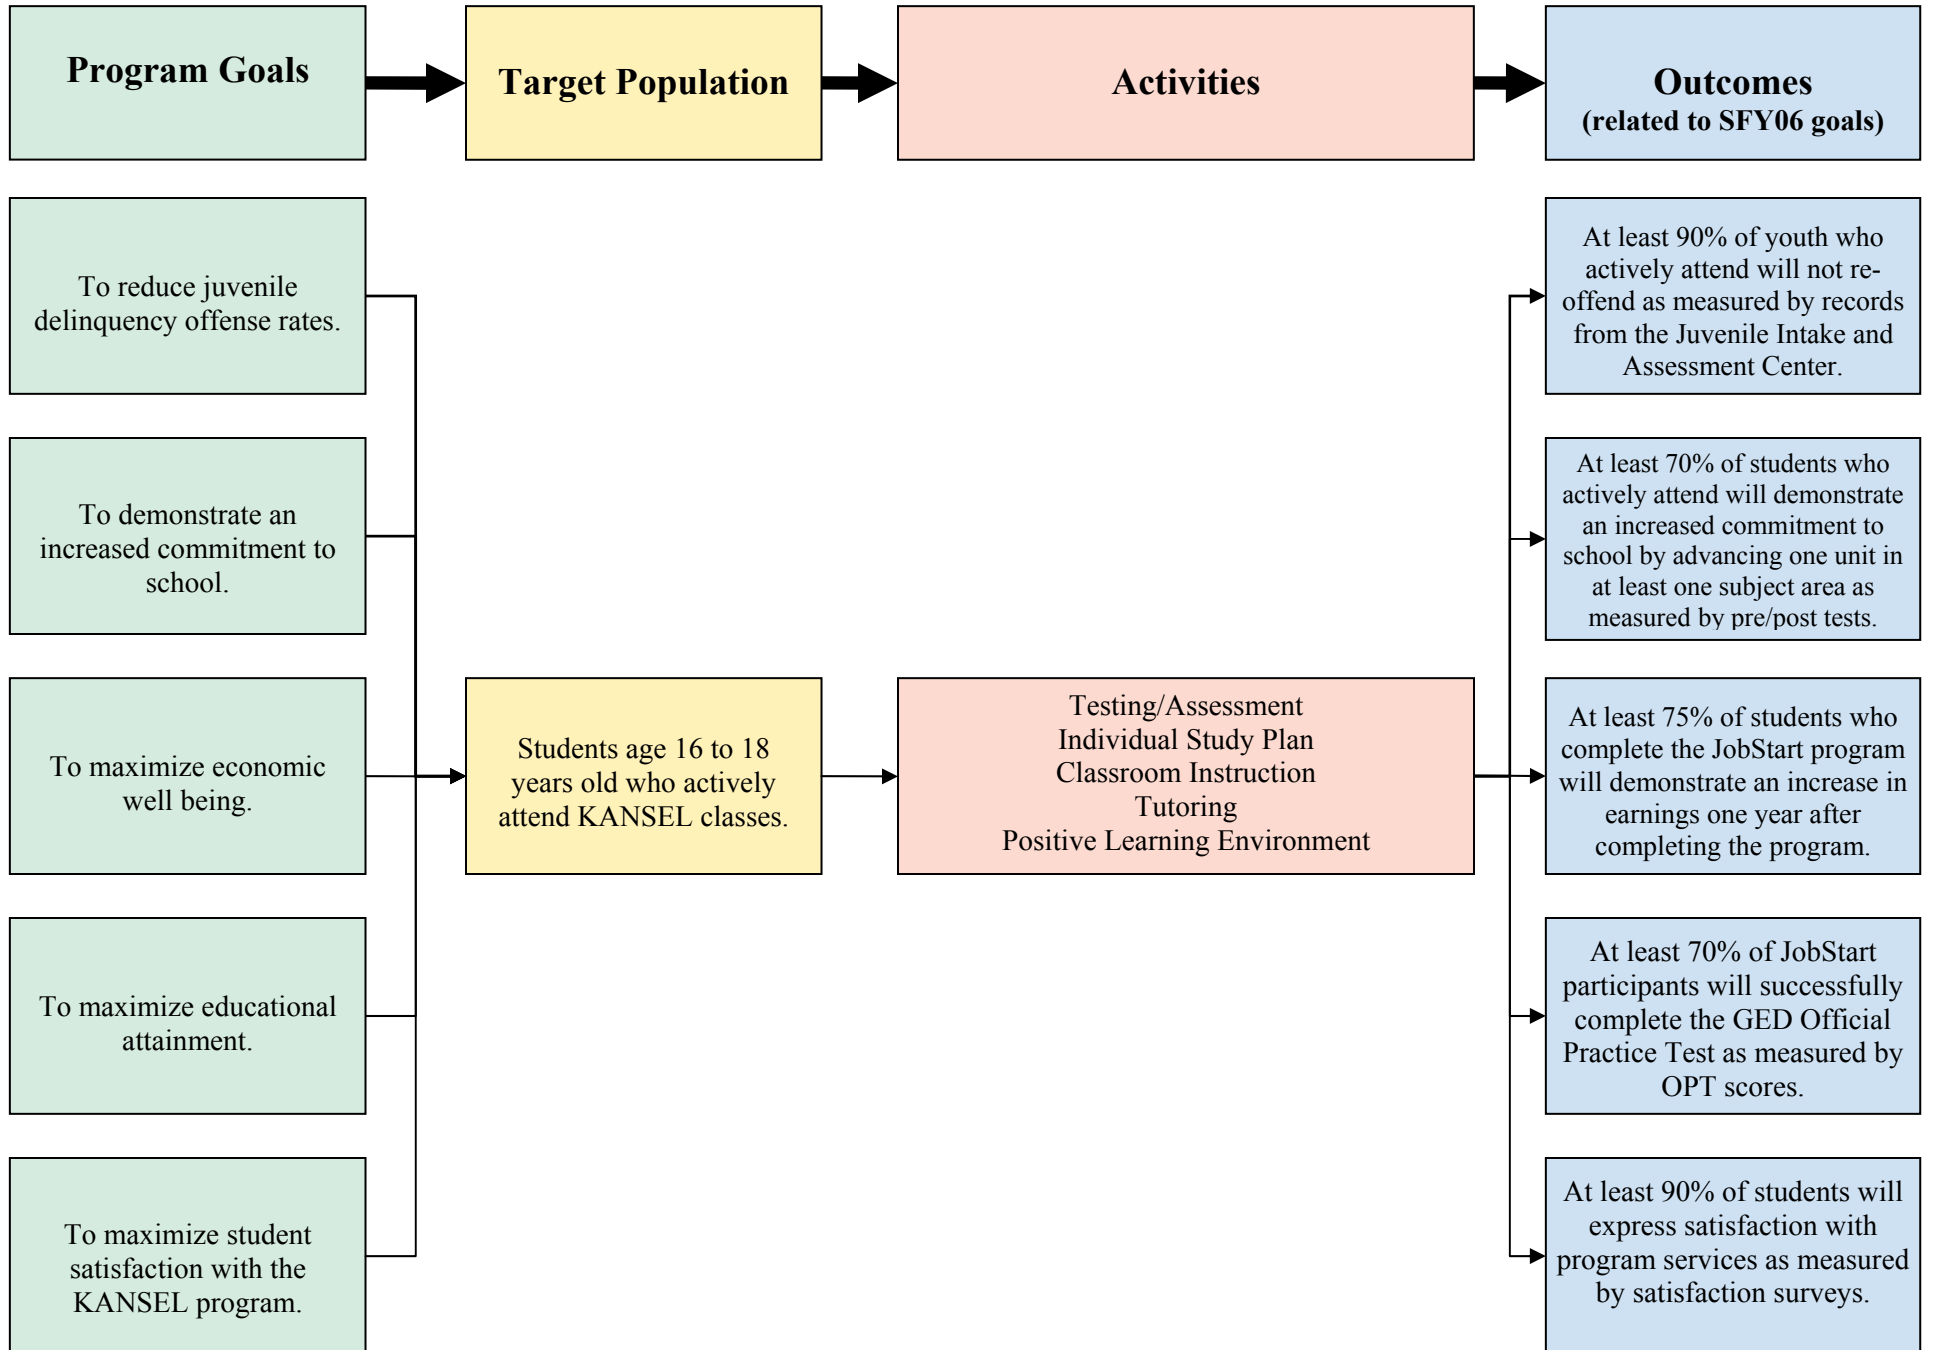 Program Goals
Target Population
Activities
Outcomes
(related to SFY06 goals)
To reduce juvenile
delinquency offense rates.
To demonstrate an
increased commitment to
school.
To maximize economic
well being.
To maximize educational
attainment.
To maximize student
satisfaction with the
KANSEL program.
Students age 16 to 18
years old who actively
attend KANSEL classes.
Testing/Assessment
Individual Study Plan
Classroom Instruction
Tutoring
Positive Learning Environment
At least 90% of youth who
actively attend will not re-
offend as measured by records
from the Juvenile Intake and
Assessment Center.
At least 70% of students who
actively attend will demonstrate
an increased commitment to
school by advancing one unit in
at least one subject area as
measured by pre/post tests.
At least 75% of students who
complete the JobStart program
will demonstrate an increase in
earnings one year after
completing the program.
At least 70% of JobStart
participants will successfully
complete the GED Official
Practice Test as measured by
OPT scores.
At least 90% of students will
express satisfaction with
program services as measured
by satisfaction surveys.